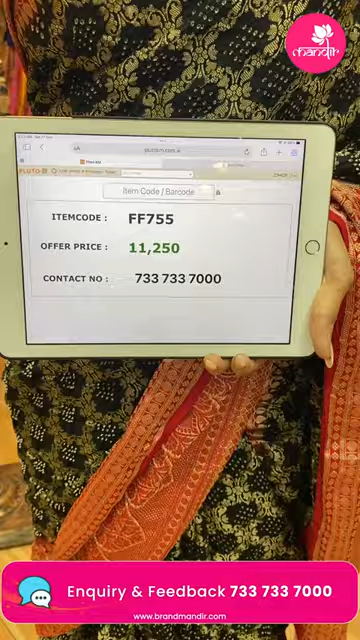 mandir
PLUTO
Item Code / Barcode
ITEMCODE : FF755
OFFER PRICE : 11,250
CONTACT NO : 733 733 7000
Enquiry & Feedback 733 733 7000
www.brandmandir.com